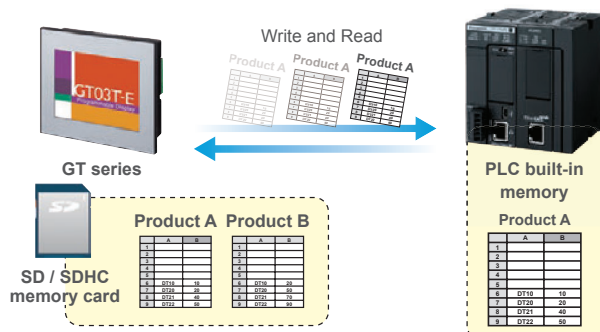 Write and Read
Product A
Product A
Product A
GT03T-E
Programmable Display
GT series
PLC built-in
memory
Product A
A B
1
2
3
4
5
6 DT10 10
7 DT20 20
8 DT21 40
9 DT22 50
SD
SD / SDHC
memory card
Product A Product B
A B
1
2
3
4
5
6 DT10 10
7 DT20 20
8 DT21 40
9 DT22 50
A B
1
2
3
4
5
6 DT10 20
7 DT20 50
8 DT21 70
9 DT22 90